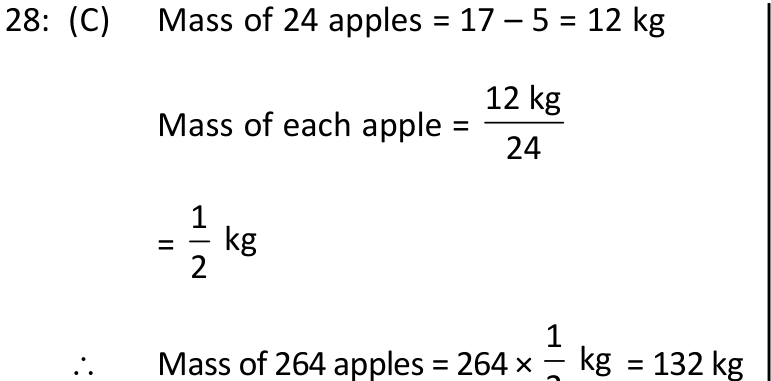 28: (C) Mass of 24 apples = 17 – 5 = 12 kg
Mass of each apple = 12 kg / 24
= 1/2 kg
∴ Mass of 264 apples = 264 × 1/2 kg = 132 kg